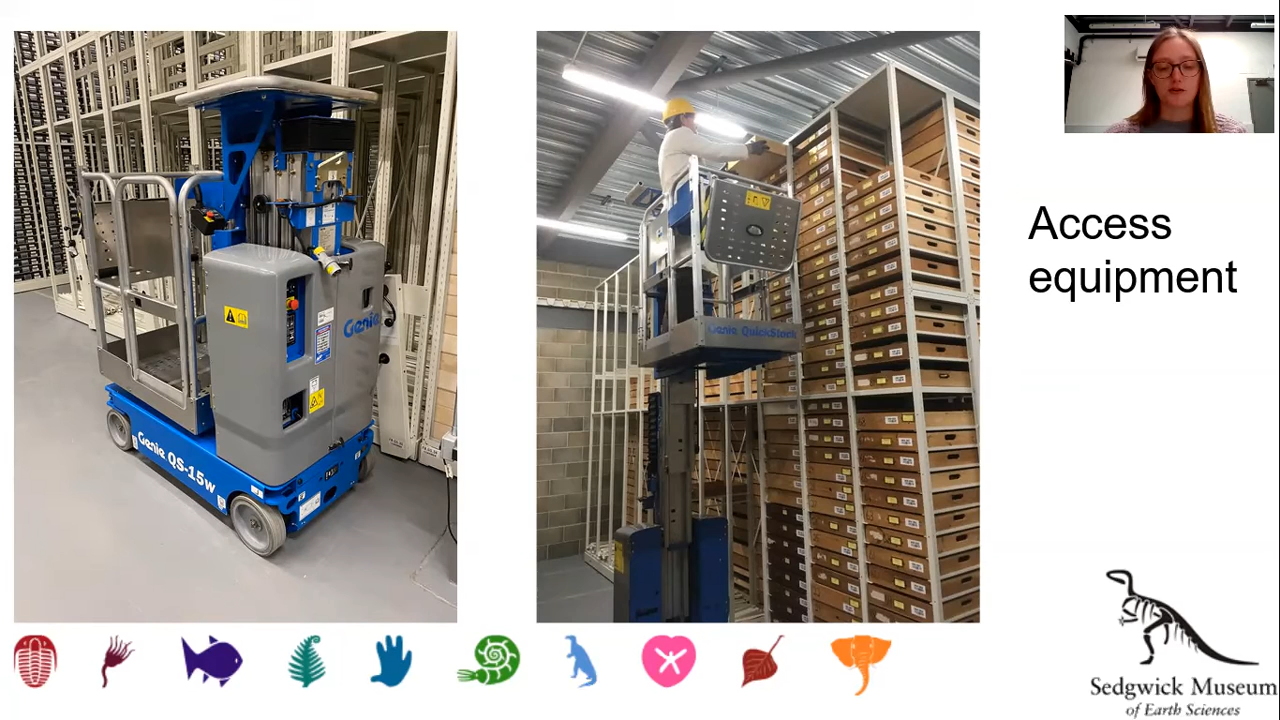 Access
equipment
Genie
Genie QS-15w
Genie QuickStock
Sedgwick Museum
of Earth Sciences